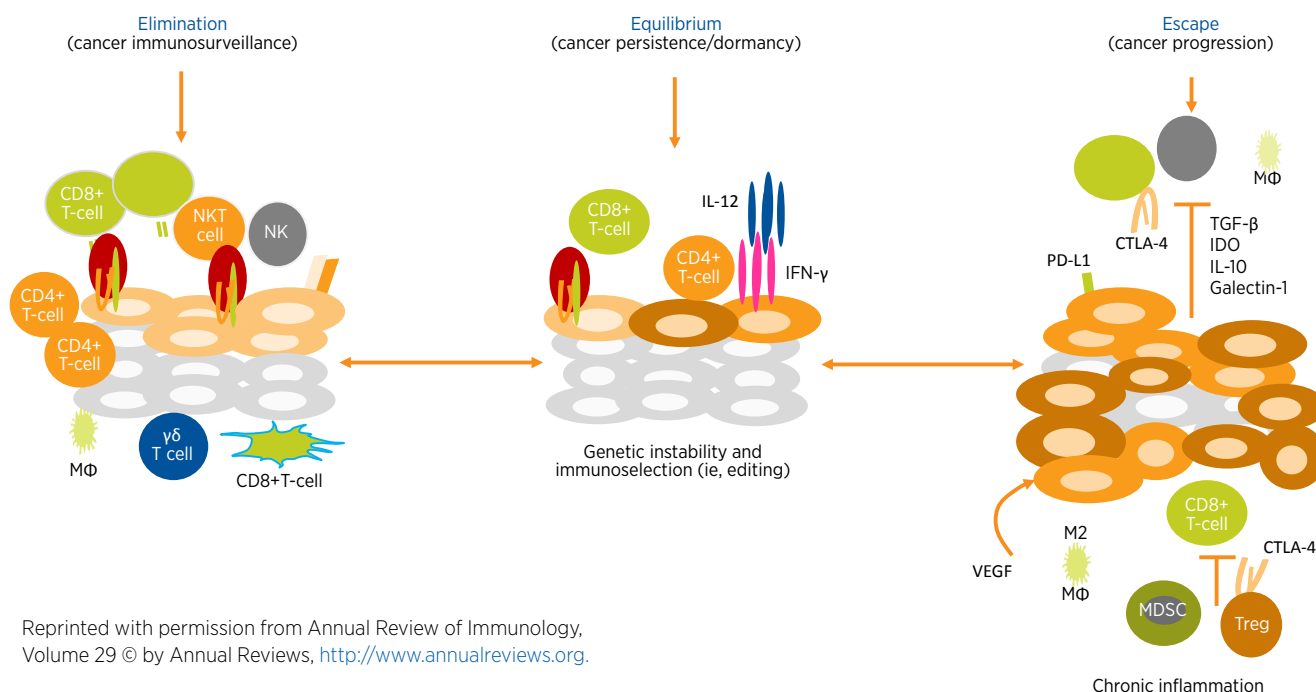 Elimination
(cancer immunosurveillance)
Equilibrium
(cancer persistence/dormancy)
Escape
(cancer progression)
CD8+
T-cell
NKT
cell
NK
CD4+
T-cell
CD4+
T-cell
MΦ
γδ
T cell
CD8+T-cell
CD8+
T-cell
IL-12
CD4+
T-cell
IFN-γ
Genetic instability and
immunoselection (ie, editing)
MΦ
CTLA-4
TGF-β
IDO
IL-10
Galectin-1
PD-L1
CD8+
T-cell
VEGF
M2
MΦ
CTLA-4
MDSC
Treg
Chronic inflammation
Reprinted with permission from Annual Review of Immunology,
Volume 29 © by Annual Reviews, http://www.annualreviews.org.